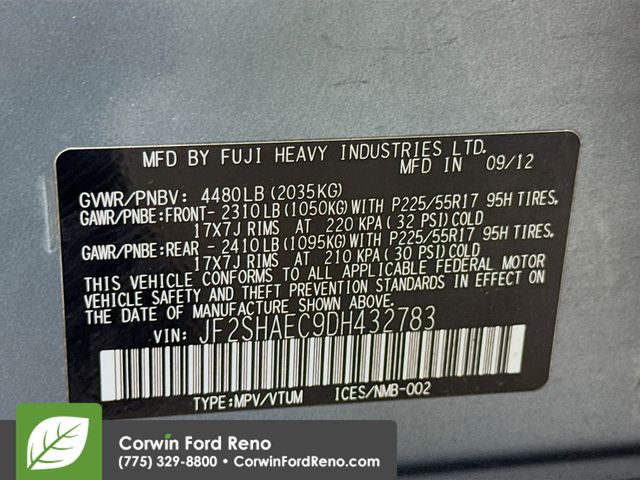 MFD BY FUJI HEAVY INDUSTRIES LTD.
MFD IN 09/12
GVWR/PNBV: 4480LB(2035KG)
GAWR/PNBE:FRONT- 2310LB(1050KG)WITH P225/55R17 95H TIRES,
17X7J RIMS AT 220 KPA(32 PSI)COLD
GAWR/PNBE:REAR - 2410LB(1095KG)WITH P225/55R17 95H TIRES,
17X7J RIMS AT 210 KPA(30 PSI)COLD
THIS VEHICLE CONFORMS TO ALL APPLICABLE FEDERAL MOTOR
VEHICLE SAFETY AND THEFT PREVENTION STANDARDS IN EFFECT ON
THE DATE OF MANUFACTURE SHOWN ABOVE.
VIN: JF2SHAEC9DH432783
TYPE:MPV/VTUM ICES/NMB-002
Corwin Ford Reno
(775) 329-8800 • CorwinFordReno.com